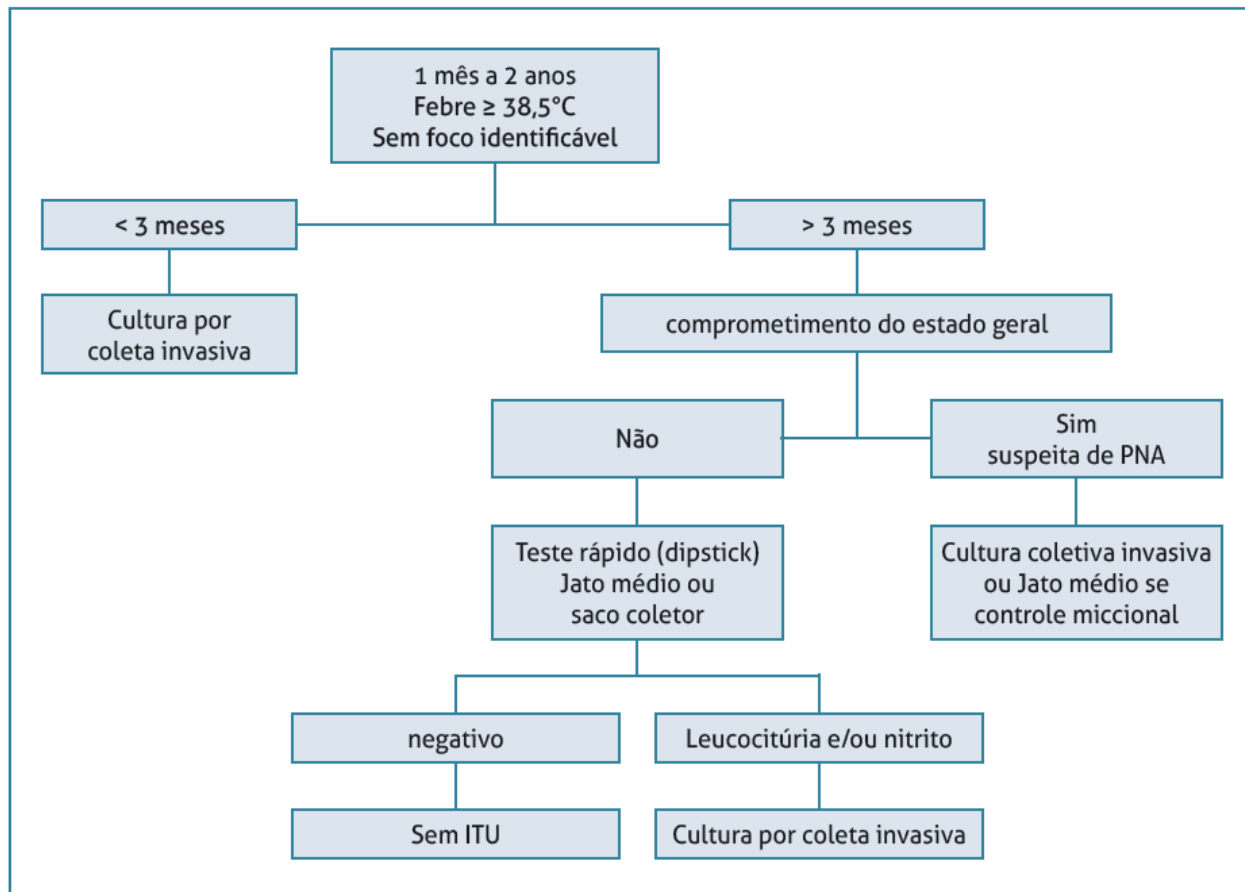 1 mês a 2 anos
Febre ≥ 38,5°C
Sem foco identificável
< 3 meses
> 3 meses
Cultura por
coleta invasiva
comprometimento do estado geral
Não
Sim
suspeita de PNA
Teste rápido (dipstick)
Jato médio ou
saco coletor
Cultura coletiva invasiva
ou Jato médio se
controle miccional
negativo
Leucocitúria e/ou nitrito
Sem ITU
Cultura por coleta invasiva